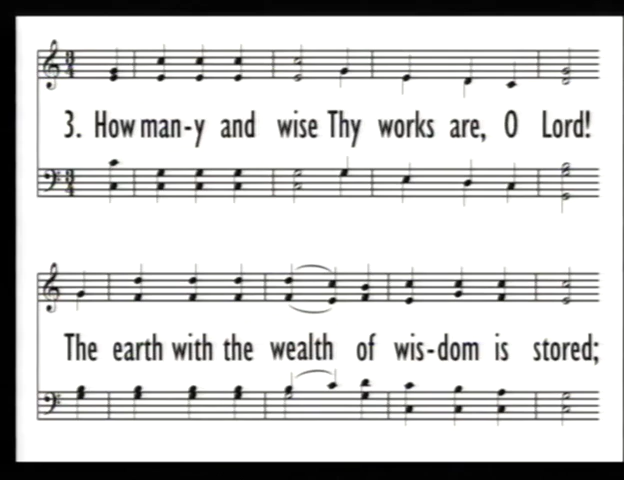 3. How man-y and wise Thy works are, O Lord!
The earth with the wealth of wis-dom is stored;